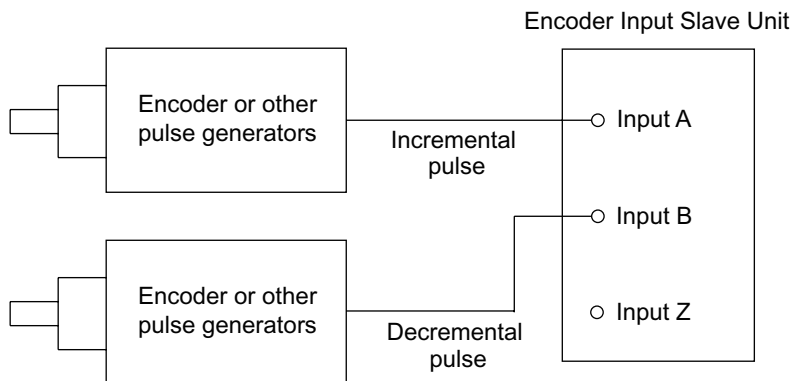 Encoder Input Slave Unit
Encoder or other
pulse generators
Incremental
pulse
Input A
Input B
Encoder or other
pulse generators
Decremental
pulse
Input Z